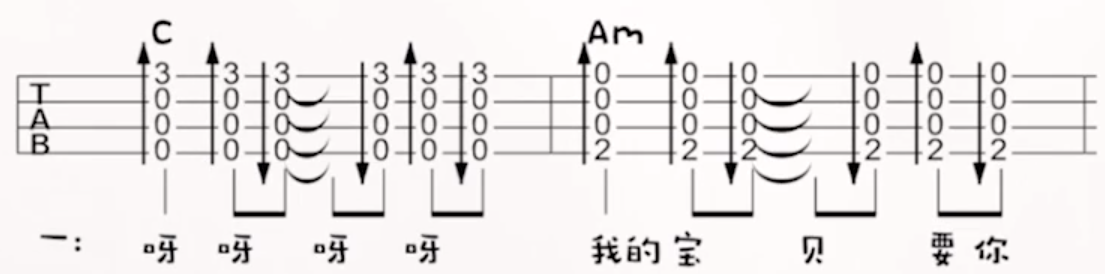 C Am
T 3 3 3 3 3 3 0 0 0 0 0 0
A 0 0 0 0 0 0 0 0 0 0 0 0
B 0 0 0 0 0 0 0 0 0 0 0 0
0 0 0 0 0 0 2 2 2 2 2 2
一: 呀 呀 呀 呀 我的 宝 贝 要 你